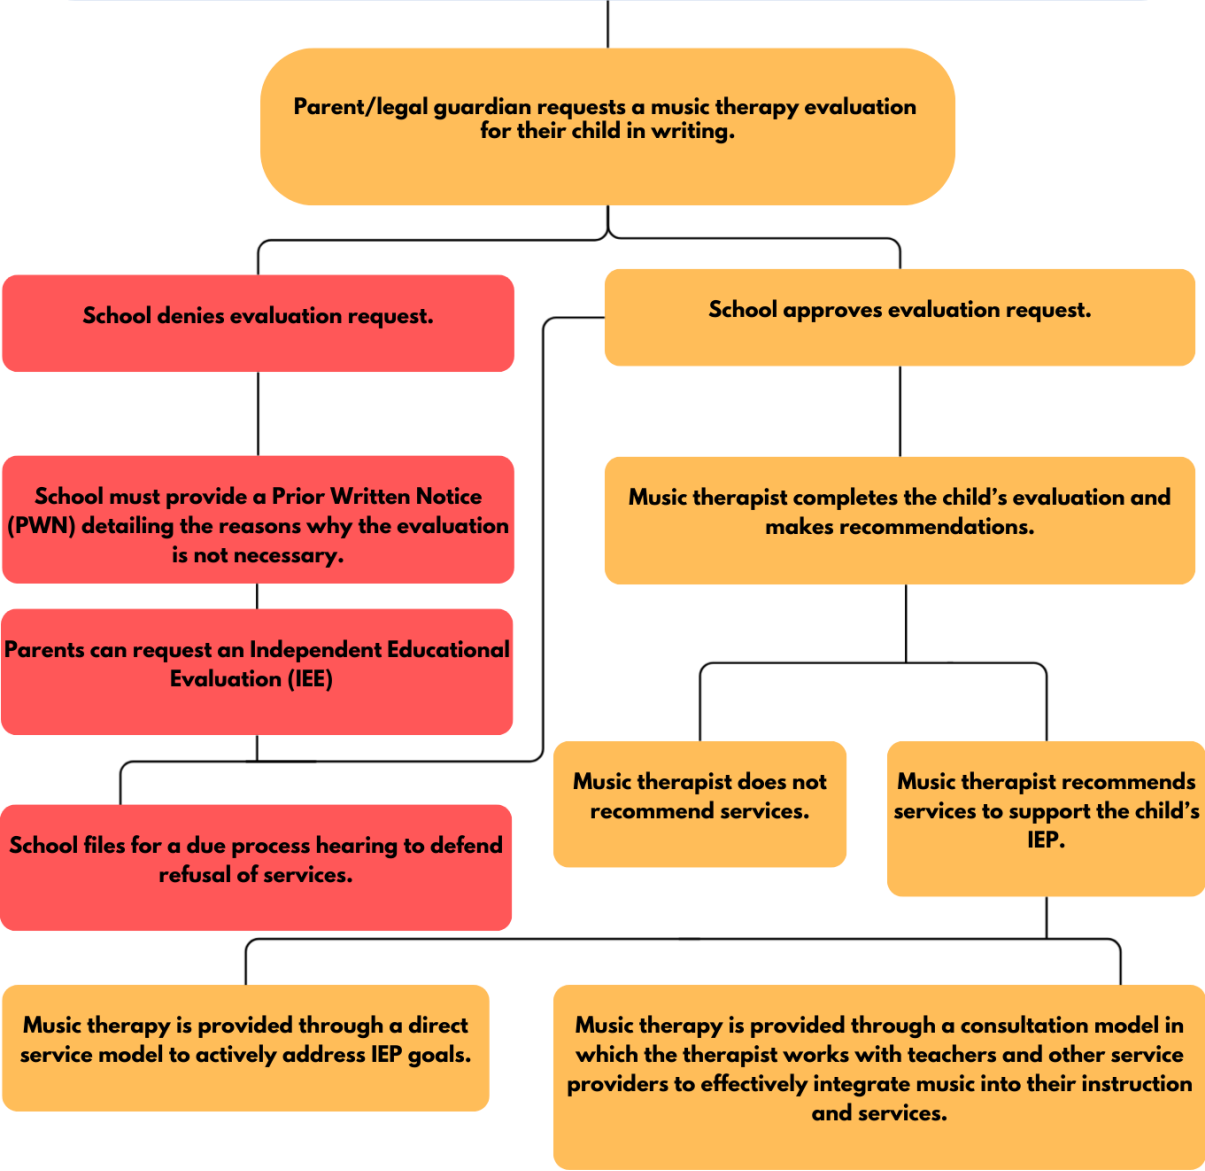 Parent/legal guardian requests a music therapy evaluation
for their child in writing.
School denies evaluation request.
School approves evaluation request.
School must provide a Prior Written Notice
(PWN) detailing the reasons why the evaluation
is not necessary.
Music therapist completes the child’s evaluation and
makes recommendations.
Parents can request an Independent Educational
Evaluation (IEE)
Music therapist does not
recommend services.
Music therapist recommends
services to support the child’s
IEP.
School files for a due process hearing to defend
refusal of services.
Music therapy is provided through a direct
service model to actively address IEP goals.
Music therapy is provided through a consultation model in
which the therapist works with teachers and other service
providers to effectively integrate music into their instruction
and services.